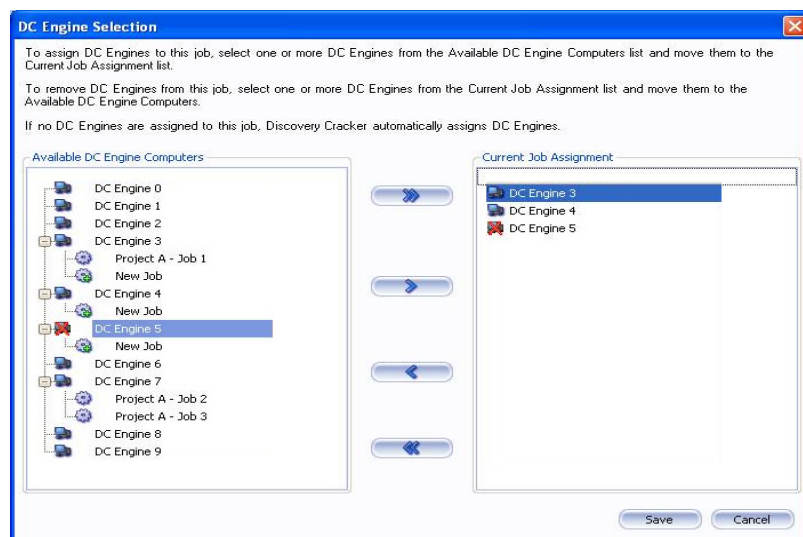 DC Engine Selection
To assign DC Engines to this job, select one or more DC Engines from the Available DC Engine Computers list and move them to the
Current Job Assignment list.
To remove DC Engines from this job, select one or more DC Engines from the Current Job Assignment list and move them to the
Available DC Engine Computers.
If no DC Engines are assigned to this job, Discovery Cracker automatically assigns DC Engines.
Available DC Engine Computers
DC Engine 0
DC Engine 1
DC Engine 2
DC Engine 3
Project A - Job 1
New Job
DC Engine 4
New Job
DC Engine 5
New Job
DC Engine 6
DC Engine 7
Project A - Job 2
Project A - Job 3
DC Engine 8
DC Engine 9
Current Job Assignment
DC Engine 3
DC Engine 4
DC Engine 5
Save
Cancel